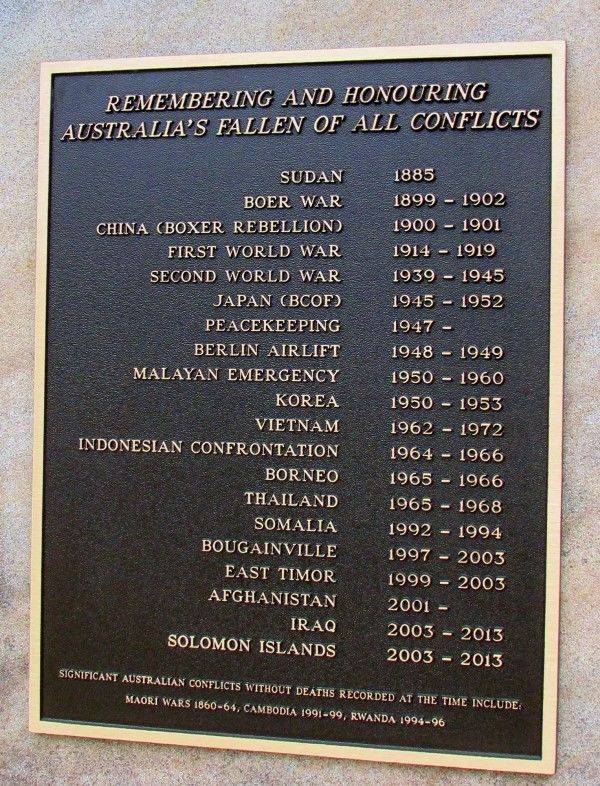 REMEMBERING AND HONOURING
AUSTRALIA'S FALLEN OF ALL CONFLICTS
SUDAN 1885
BOER WAR 1899 – 1902
CHINA (BOXER REBELLION) 1900 – 1901
FIRST WORLD WAR 1914 – 1919
SECOND WORLD WAR 1939 – 1945
JAPAN (BCOF) 1945 – 1952
PEACEKEEPING 1947 –
BERLIN AIRLIFT 1948 – 1949
MALAYAN EMERGENCY 1950 – 1960
KOREA 1950 – 1953
VIETNAM 1962 – 1972
INDONESIAN CONFRONTATION 1964 – 1966
BORNEO 1965 – 1966
THAILAND 1965 – 1968
SOMALIA 1992 – 1994
BOUGAINVILLE 1997 – 2003
EAST TIMOR 1999 – 2003
AFGHANISTAN 2001 –
IRAQ 2003 – 2013
SOLOMON ISLANDS 2003 – 2013
SIGNIFICANT AUSTRALIAN CONFLICTS WITHOUT DEATHS RECORDED AT THE TIME INCLUDE:
MAORI WARS 1860–64, CAMBODIA 1991–99, RWANDA 1994–96